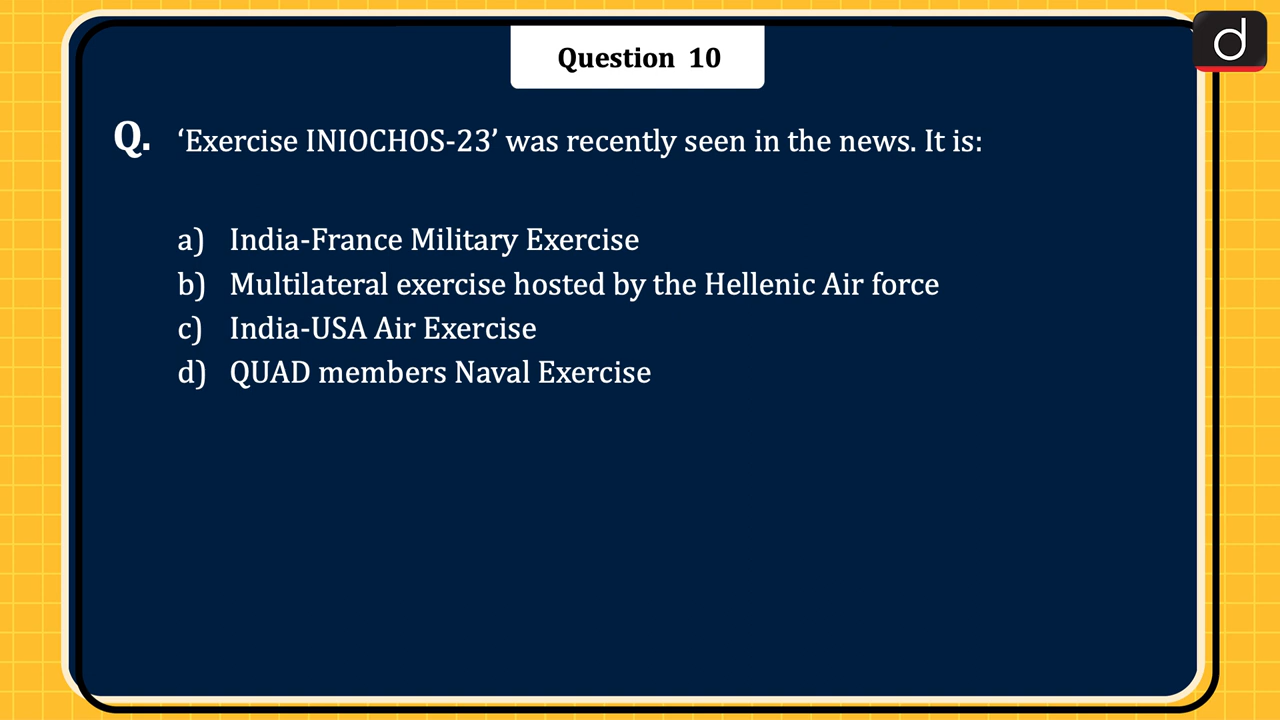 Question 10
d
Q. ‘Exercise INIOCHOS-23’ was recently seen in the news. It is:
a) India-France Military Exercise
b) Multilateral exercise hosted by the Hellenic Air force
c) India-USA Air Exercise
d) QUAD members Naval Exercise